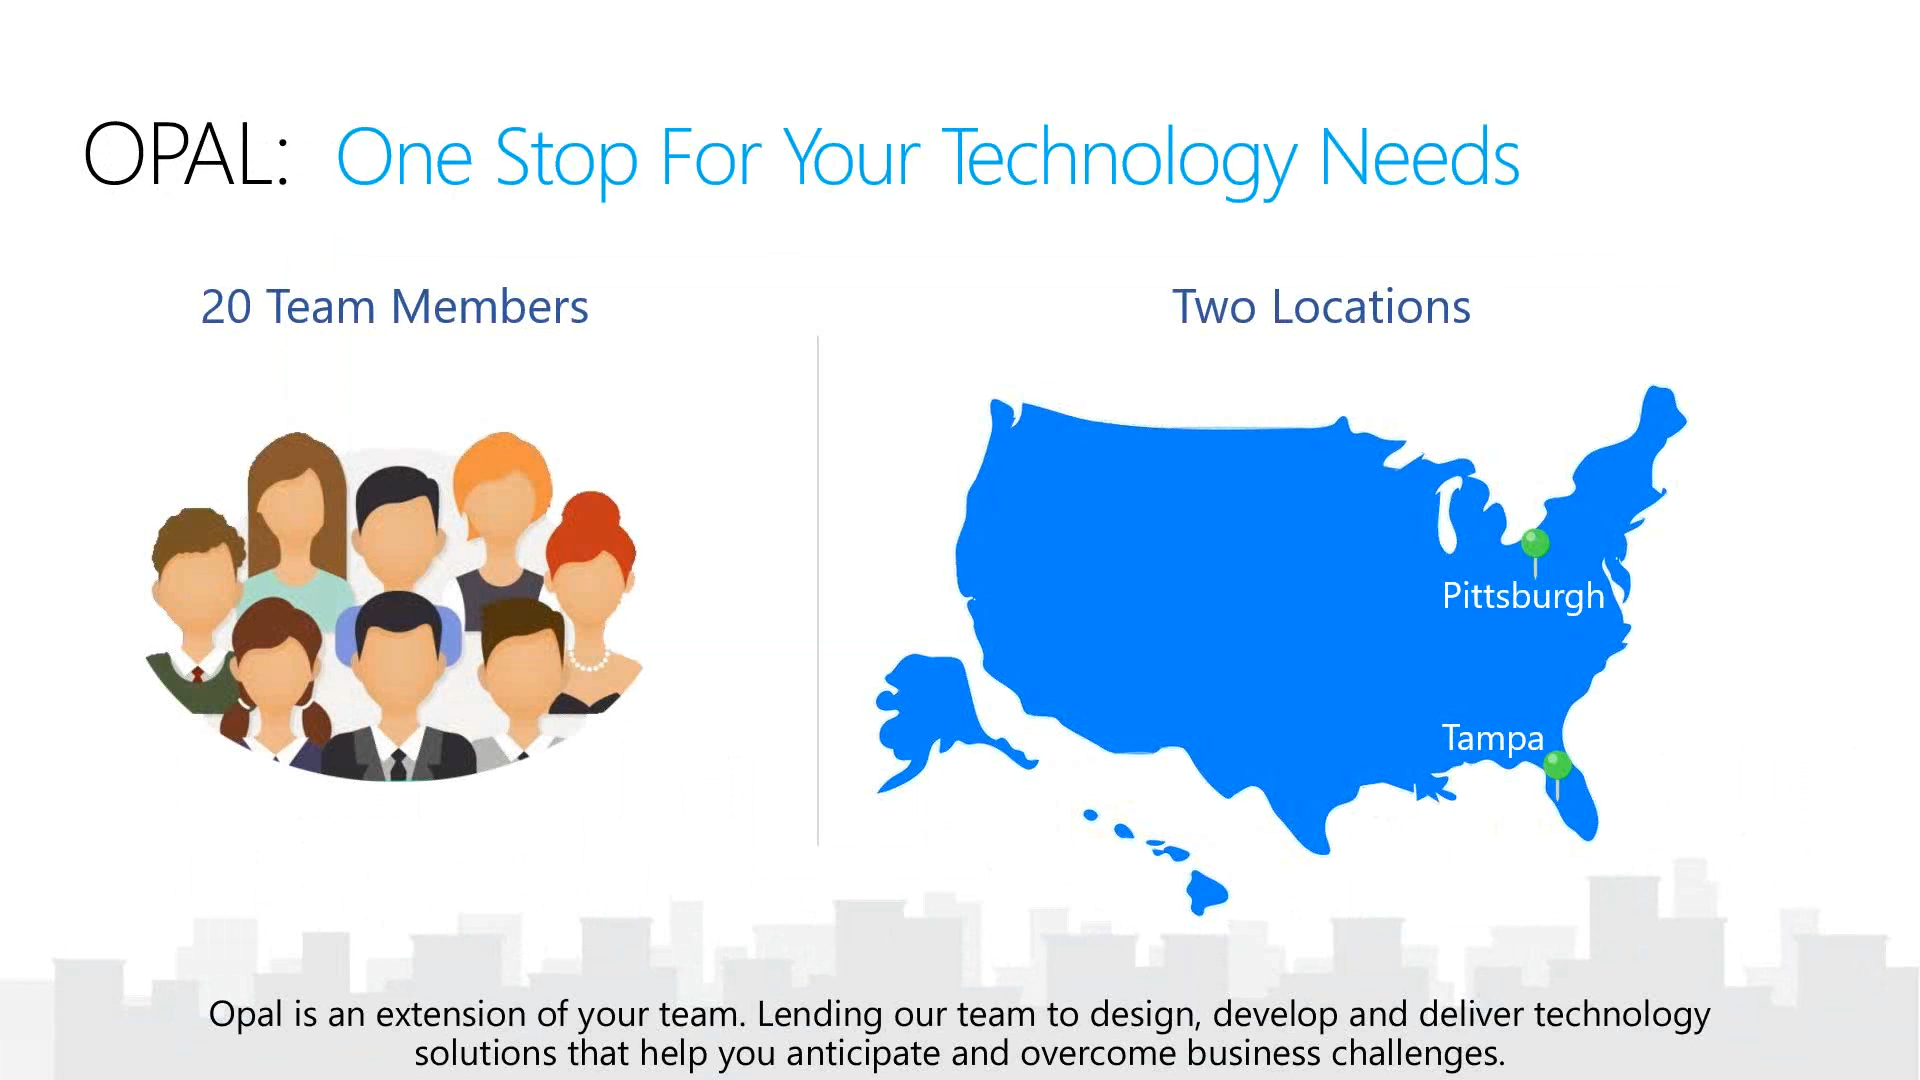 OPAL: One Stop For Your Technology Needs
20 Team Members
Two Locations
Pittsburgh
Tampa
Opal is an extension of your team. Lending our team to design, develop and deliver technology
solutions that help you anticipate and overcome business challenges.